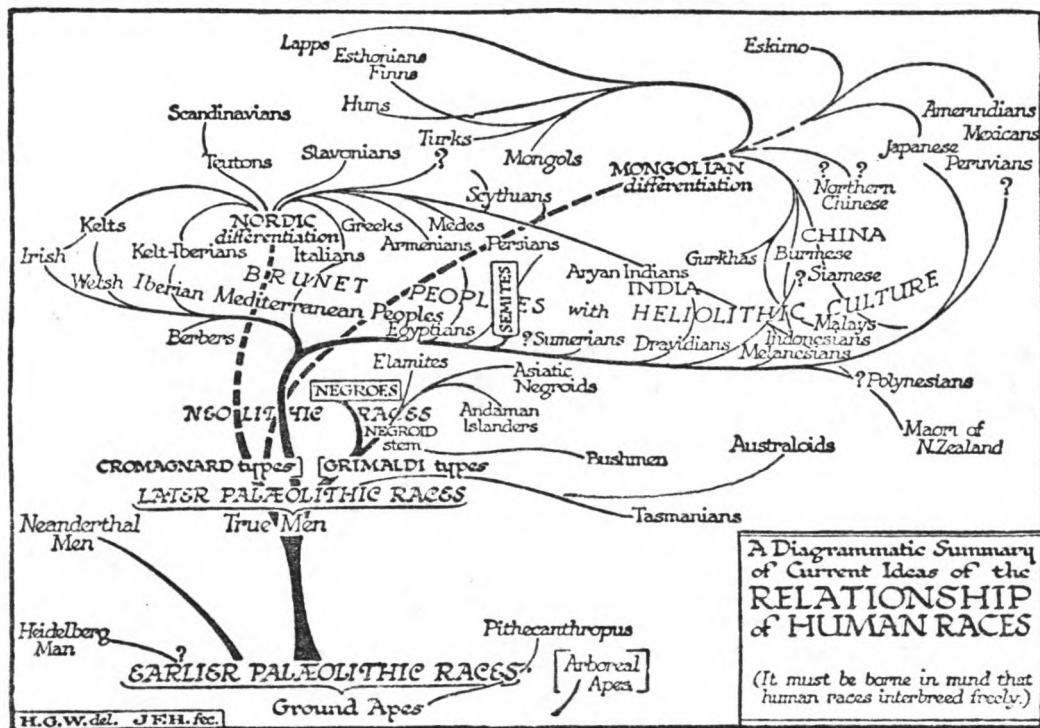 Lapps
Esthonians
Finns
Huns
Turks
?
Mongols
Eskimo
Amerindians
Mexicans
Japanese
Peruvians
?
Scandinavians
Teutons
Slavonians
MONGOLIAN
differentiation
? ?
Northern
Chinese
Scythians
Kelts
NORDIC
differentiation
Greeks
Medes
Irish
Kelt-Iberians
Italians
Armenians
Persians
CHINA
Gurkhas
Burmese
Welsh
BRUNET
Aryan Indians
INDIA
?
Siamese
Iberian Mediterranean Peoples
PEOPLES with HELIOLITHIC CULTURE
SEMITES
Malays
Berbers
Egyptians
? Sumerians
Dravidians
Indonesians
Melanesians
Elamites
Asiatic
Negroids
? Polynesians
NEGROES
NEOLITHIC RACES
NEGROID
stem
Andaman
Islanders
Maori of
N. Zealand
Australoids
Bushmen
CROMAGNARD types
GRIMALDI types
LATER PALÆOLITHIC RACES
Tasmanians
Neanderthal
Men
True Men
A Diagrammatic Summary
of Current Ideas of the
RELATIONSHIP
of HUMAN RACES
(It must be borne in mind that
human races interbreed freely.)
Heidelberg
Man
?
Pithecanthropus
?
EARLIER PALÆOLITHIC RACES
[Arboreal
Apes]
Ground Apes
H.G.W. del. J.F.H. fec.